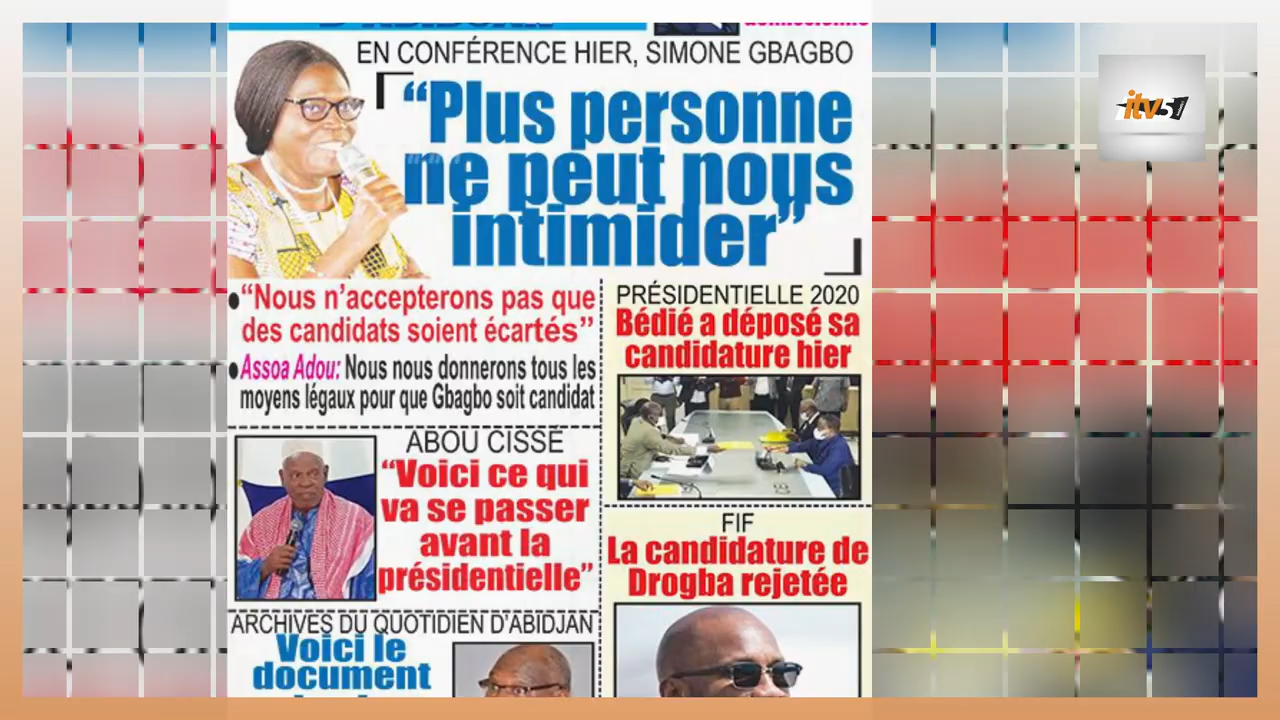 D'ABIDJAN
EN CONFÉRENCE HIER, SIMONE GBAGBO
“Plus personne
ne peut nous
intimider”
“Nous n’accepterons pas que
des candidats soient écartés”
Assoa Adou: Nous nous donnerons tous les
moyens légaux pour que Gbagbo soit candidat
PRÉSIDENTIELLE 2020
Bédié a déposé sa
candidature hier
ABOU CISSÉ
“Voici ce qui
va se passer
avant la
présidentielle”
FIF
La candidature de
Drogba rejetée
ARCHIVES DU QUOTIDIEN D’ABIDJAN
Voici le
document
itv51